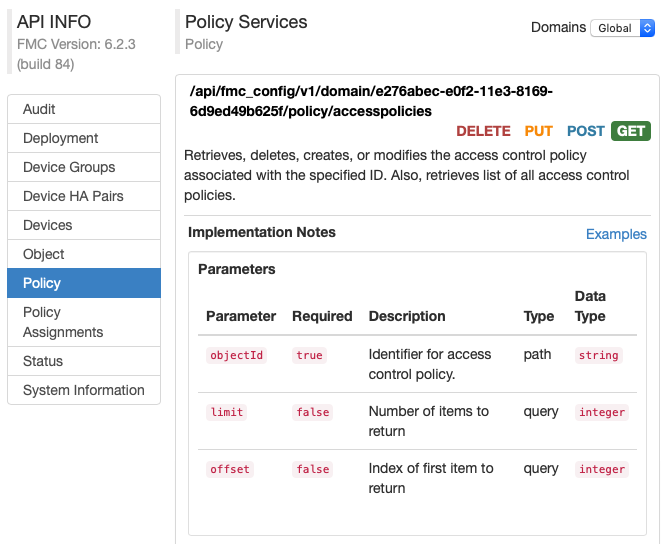 API INFO
FMC Version: 6.2.3
(build 84)
Audit
Deployment
Device Groups
Device HA Pairs
Devices
Object
Policy
Policy
Assignments
Status
System Information
Policy Services
Policy
Domains Global
/api/fmc_config/v1/domain/e276abec-e0f2-11e3-8169-
6d9ed49b625f/policy/accesspolicies
DELETE PUT POST GET
Retrieves, deletes, creates, or modifies the access control policy
associated with the specified ID. Also, retrieves list of all access control
policies.
Implementation Notes
Examples
Parameters
Parameter Required Description Type Data
Type
objectId true Identifier for access path string
control policy.
limit false Number of items to query integer
return
offset false Index of first item to query integer
return